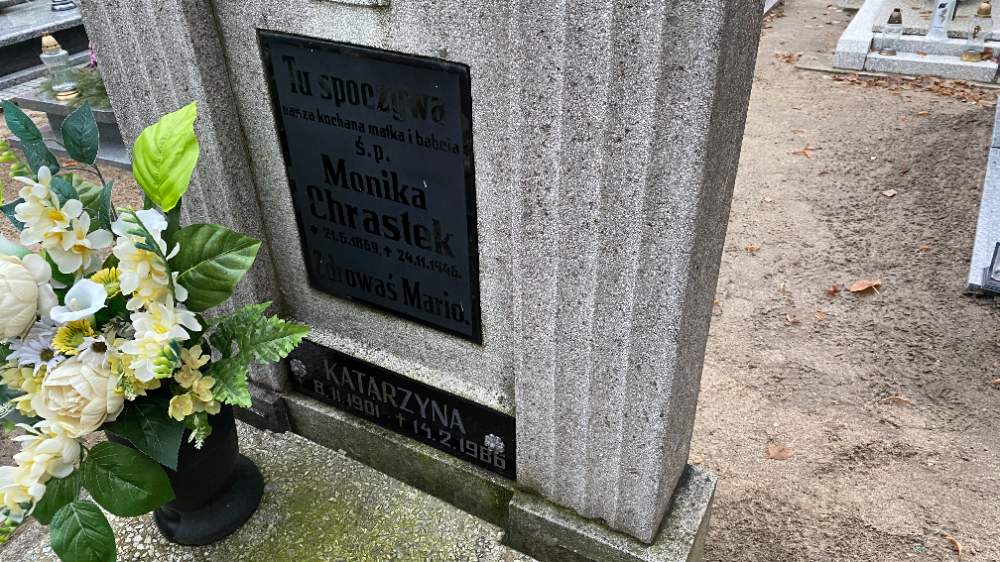 Tu spoczywa
nasza kochana matka i babcia
ś.p.
Monika
Chrastek
* 21.5.1869, + 24.11.1946.
Zdrowaś Mario.
KATARZYNA
* 8.11.1901 + 14.2.1986